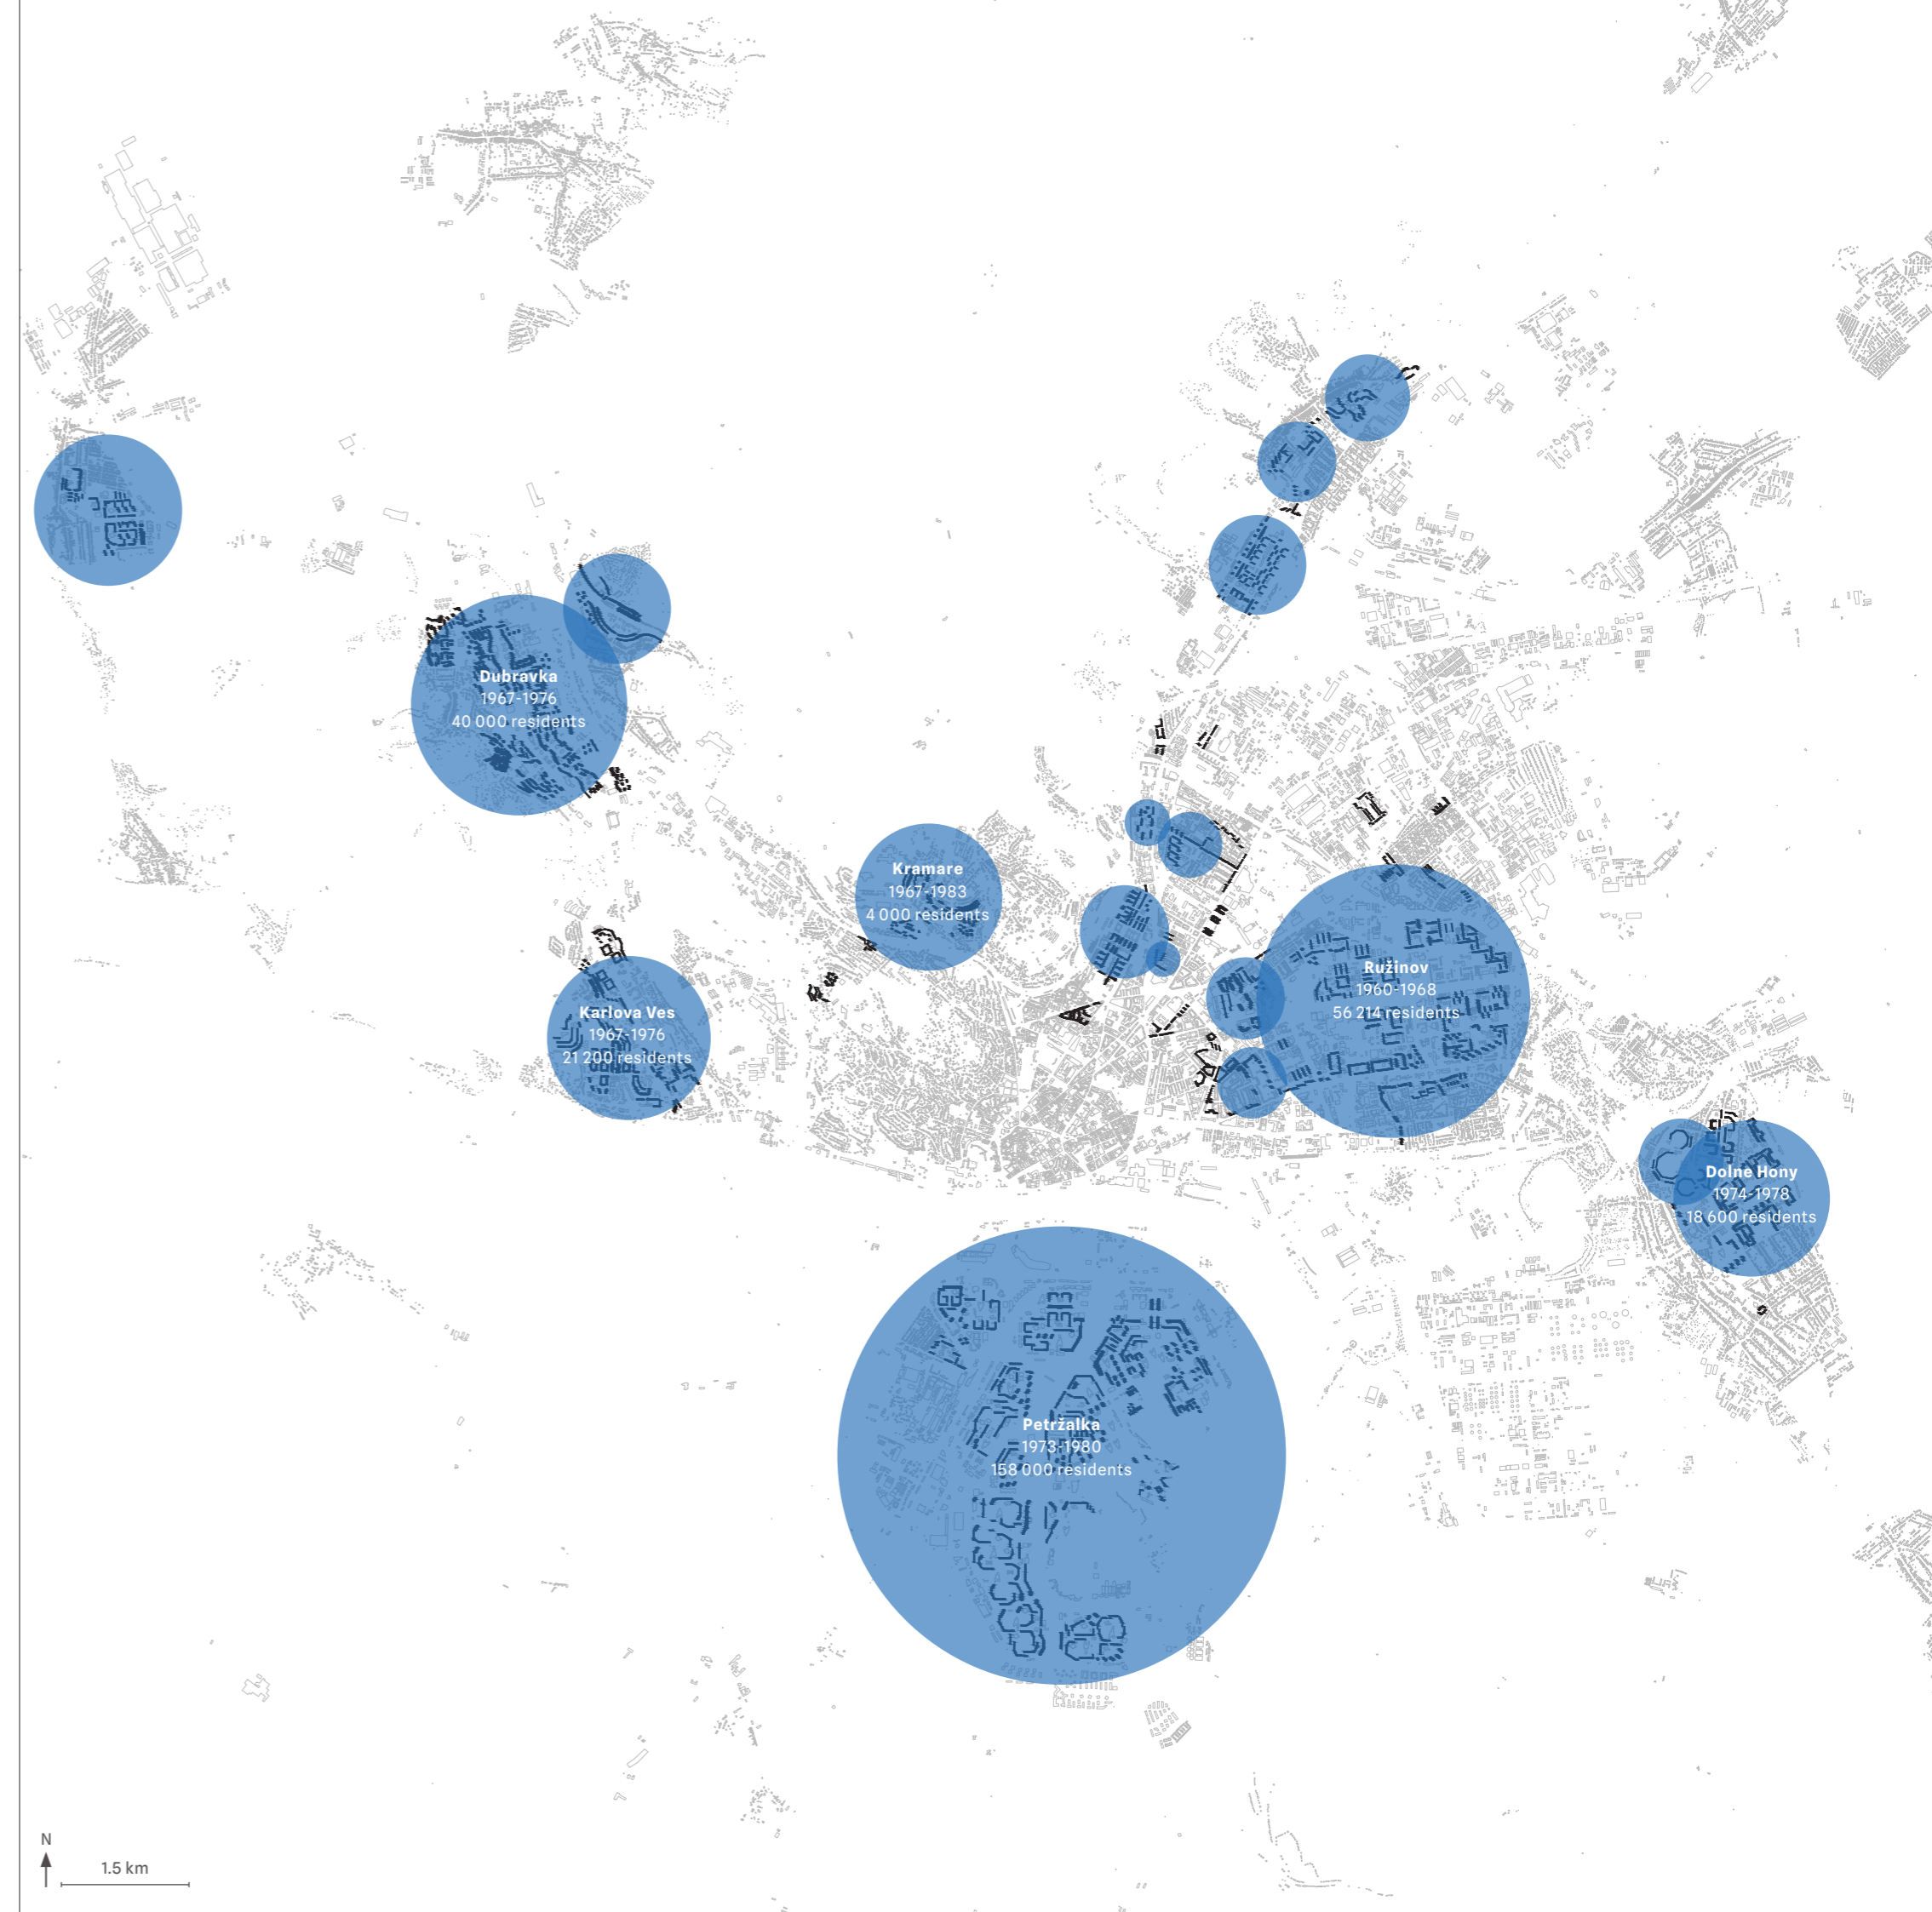 Dubravka
1967-1976
40 000 residents
Kramare
1967-1983
4 000 residents
Ružinov
1960-1968
56 214 residents
Karlova Ves
1967-1976
21 200 residents
Dolne Hony
1974-1978
18 600 residents
Petržalka
1973-1980
158 000 residents
N
1.5 km